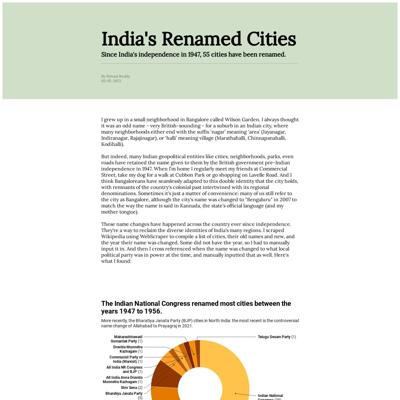 India's Renamed Cities
Since India's independence in 1947, 55 cities have been renamed.
I grew up in a small neighborhood in Bangalore called Wilson Garden. I always thought
it was an odd name – very British-sounding – for a suburb in an Indian city, where
many neighborhoods either end with the suffix 'nagar' meaning 'area' (Jayanagar,
Indiranagar, Rajajinagar), or 'halli' meaning village (Marathahalli, Chinnapanahalli,
Kodihalli).
But indeed, many Indian geopolitical entities like cities, neighborhoods, parks, even
roads have retained the name given to them by the British government pre-Indian
independence in 1947. When I'm home I regularly meet my friends at Commercial
Street, take my dog for a walk at Cubbon Park or go shopping on Lavelle Road. And I
think Bangaloreans have seamlessly adapted to this double identity that the city holds,
with remnants of the country's colonial past intertwined with its regional
denominations. Sometimes it's just a matter of convenience: many of us still refer to
the city as Bangalore, although the city's name was changed to "Bengaluru" in 2007 to
match the way the name is said in Kannada, the state's official language (and my
mother tongue).
These name changes have happened across the country ever since independence.
They're a way to reclaim the diverse identities of India's many regions. I scraped
Wikipedia using WebScraper to compile a list of cities, their old names and new, and
the year their name was changed. Some did not have the year, so I had to manually
input it in. And then I cross referenced when the name was changed to what local
political party was in power at the time, and manually inputted that as well. Here's
what I found:
The Indian National Congress renamed most cities between the
years 1947 to 1956.
More recently, the Bharatiya Janata Party (BJP) cities in North India: the most recent is the controversial
name change of Allahabad to Prayagraj in 2021.
Maharashtrawadi
Gomantak Party (1)
Telugu Desam Party (1)
Dravida Munnetra
Kazhagam (1)
Communist Party of
India (Marxist) (1)
All India NR Congress
and BJP (1)
All India Anna Dravida
Munnetra Kazhagam (1)
Shiv Sena (2)
Bharatiya Janata Party
Indian National